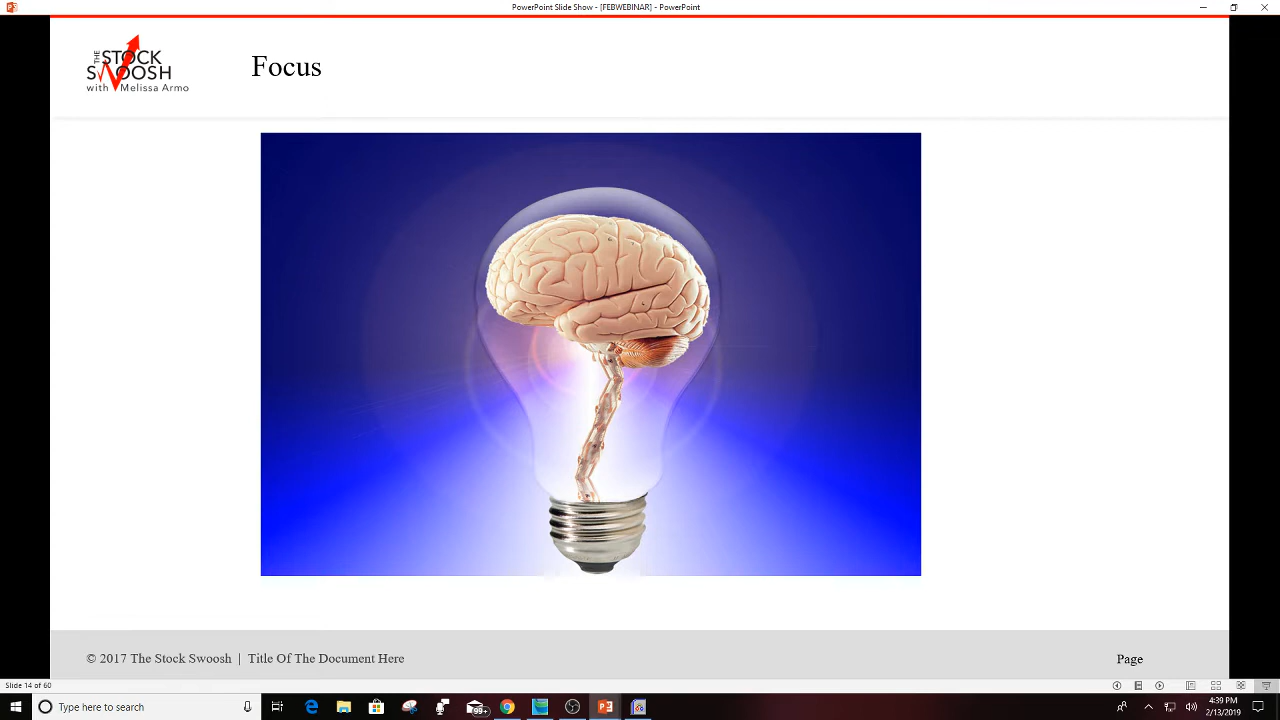 PowerPoint Slide Show - [FEBWEBINAR] - PowerPoint
THE STOCK
SWOOSH
with Melissa Armo
Focus
© 2017 The Stock Swoosh | Title Of The Document Here
Page
Slide 14 of 60
Type here to search
99+
4:39 PM
2/13/2019